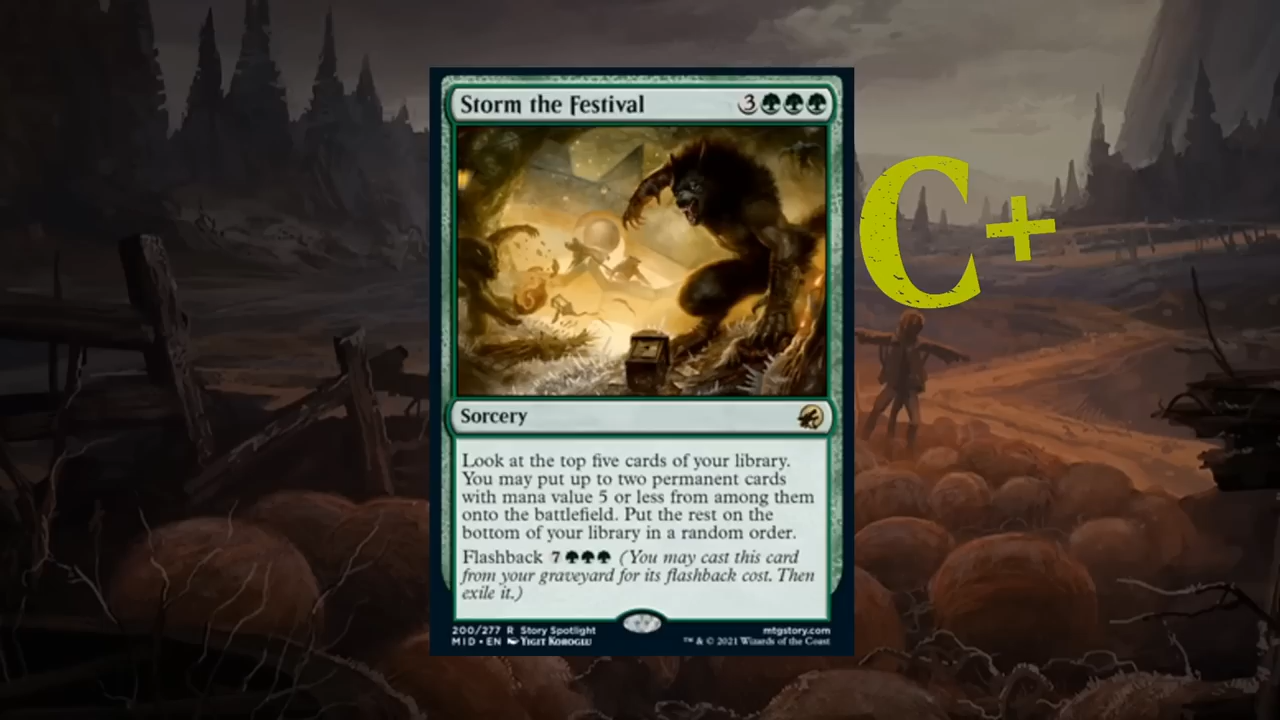 Storm the Festival 3
C+
Sorcery
Look at the top five cards of your library.
You may put up to two permanent cards
with mana value 5 or less from among them
onto the battlefield. Put the rest on the
bottom of your library in a random order.
Flashback 7 (You may cast this card
from your graveyard for its flashback cost. Then
exile it.)
200/277 R Story Spotlight mtgstory.com
MID • EN Yigit Koroglu ™ & © 2021 Wizards of the Coast